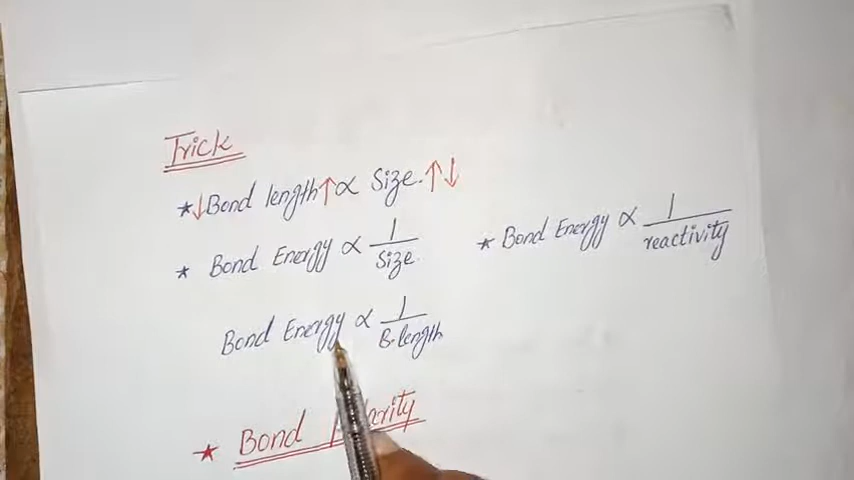 Trick
* ↓Bond length↑ ∝ Size.↑↓
* Bond Energy ∝ 1/Size.
* Bond Energy ∝ 1/reactivity
Bond Energy ∝ 1/B.length
* Bond